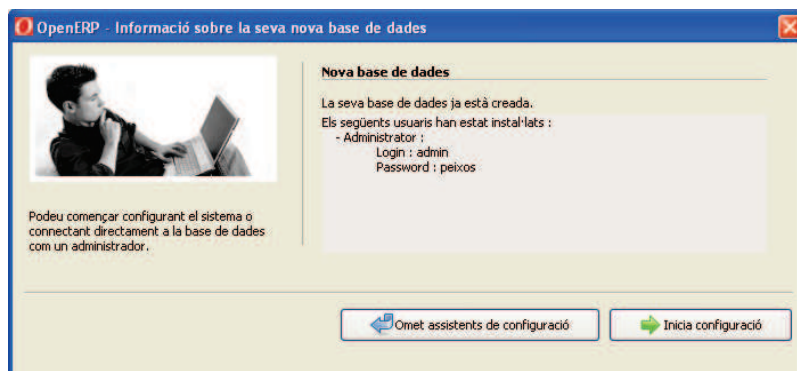 OpenERP - Informació sobre la seva nova base de dades
Nova base de dades
La seva base de dades ja està creada.
Els següents usuaris han estat instal·lats :
- Administrator :
Login : admin
Password : peixos
Podeu començar configurant el sistema o
connectant directament a la base de dades
com un administrador.
Omet assistents de configuració
Inicia configuració